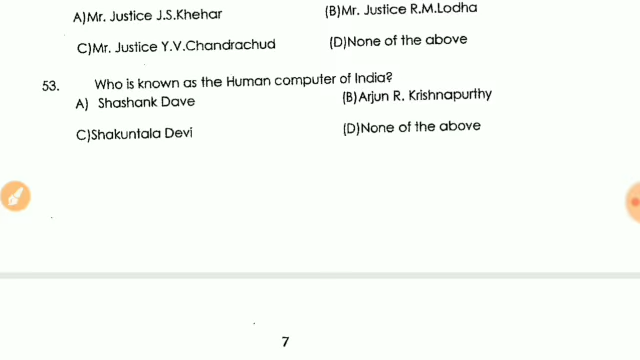 A)Mr. Justice J.S.Khehar (B)Mr. Justice R.M.Lodha
C)Mr. Justice Y.V.Chandrachud (D)None of the above
53. Who is known as the Human computer of India?
A) Shashank Dave (B)Arjun R. Krishnapurthy
C)Shakuntala Devi (D)None of the above
7